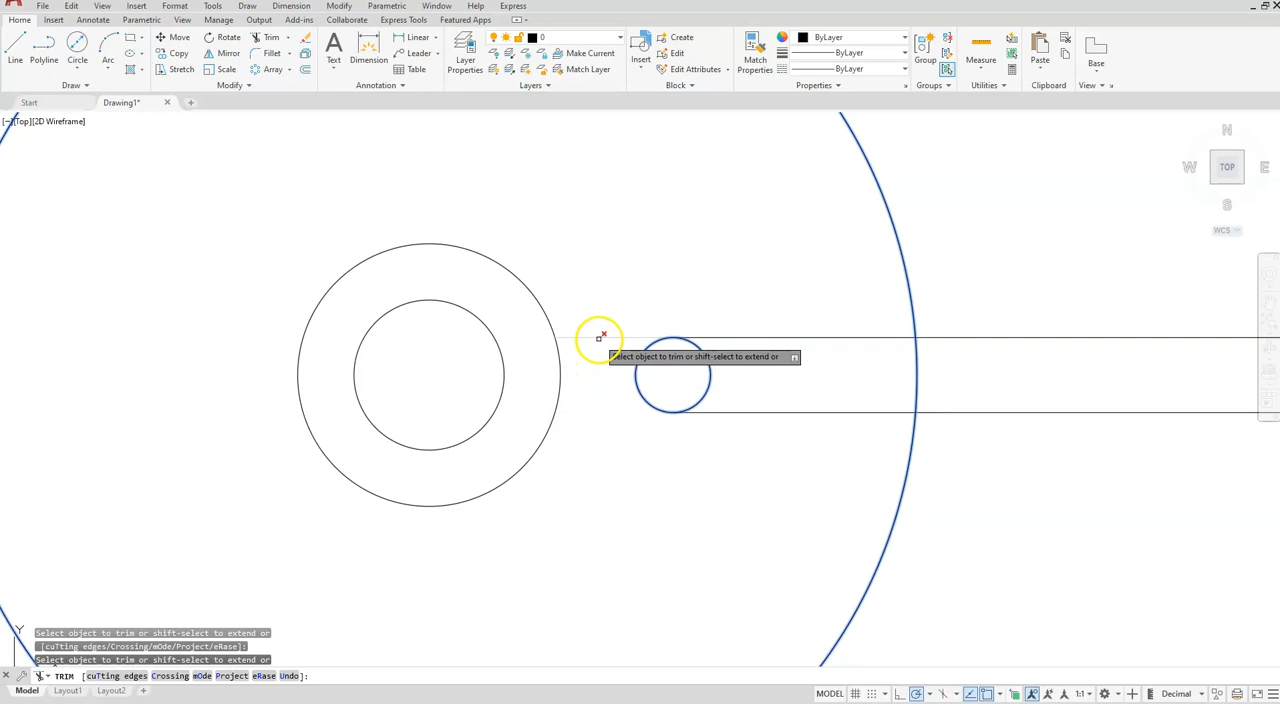 File Edit View Insert Format Tools Draw Dimension Modify Parametric Window Help Express
Home Insert Annotate Parametric View Manage Output Add-ins Collaborate Express Tools Featured Apps
Line Polyline Circle Arc
Move Rotate Trim
Copy Mirror Fillet
Stretch Scale Array
Text Dimension
Linear
Leader
Table
Layer Properties
0
Make Current
Match Layer
Insert
Create
Edit
Edit Attributes
Match Properties
ByLayer
ByLayer
ByLayer
Group
Measure
Paste
Base
Draw Modify Annotation Layers Block Properties Groups Utilities Clipboard View
Start Drawing1*
[−][Top][2D Wireframe]
N
W TOP E
S
WCS
Select object to trim or shift-select to extend or
Y
Select object to trim or shift-select to extend or
[cuTting edges/Crossing/mOde/Project/eRase]:
Select object to trim or shift-select to extend or
TRIM [cuTting edges Crossing mOde Project eRase Undo]:
Model Layout1 Layout2
MODEL 1:1 Decimal